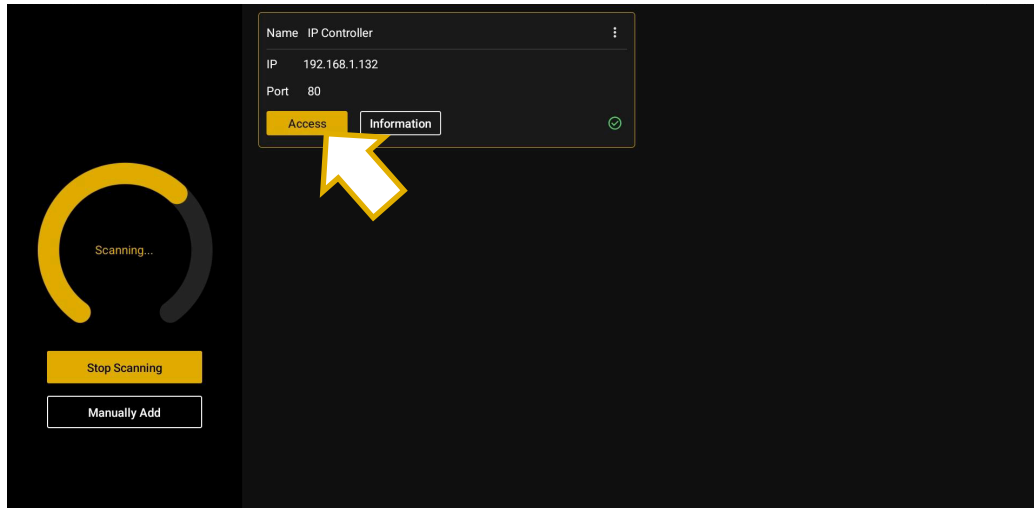 Name IP Controller
IP 192.168.1.132
Port 80
Access Information
Scanning...
Stop Scanning
Manually Add